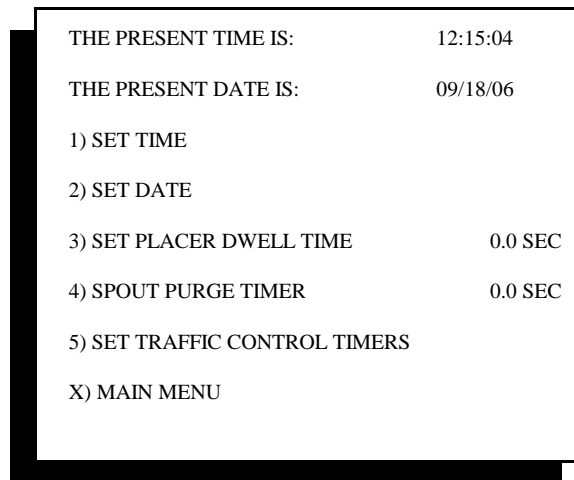 THE PRESENT TIME IS: 12:15:04
THE PRESENT DATE IS: 09/18/06
1) SET TIME
2) SET DATE
3) SET PLACER DWELL TIME 0.0 SEC
4) SPOUT PURGE TIMER 0.0 SEC
5) SET TRAFFIC CONTROL TIMERS
X) MAIN MENU